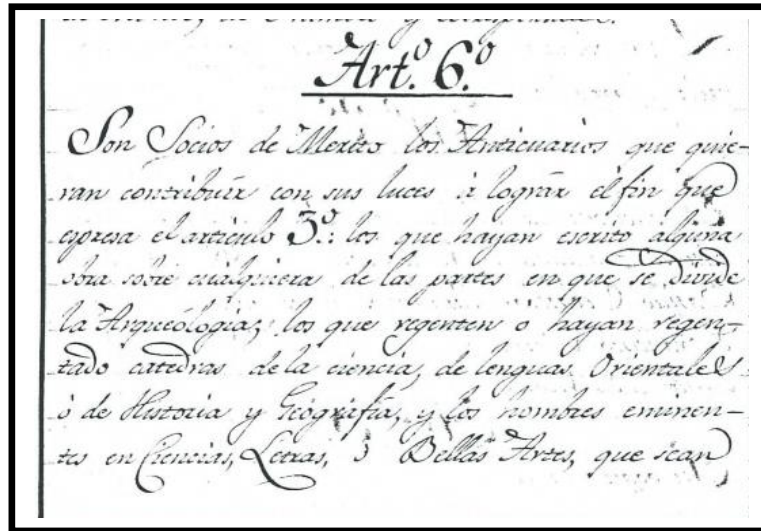 Art.º 6.º
Son Socios de Merito los Anticuarios que quie-
ran contribuir con sus luces á lograr el fin que
espresa el articulo 3º: los que hayan escrito alguna
obra sobre cualquiera de las partes en que se divide
la Arqueólogia; los que regenten o hayan regen-
tado catedras de la ciencia, de lenguas Orientales
ó de Historia y Geografia, y los hombres eminen-
tes en Ciencias, Letras, ó Bellas Artes, que sean